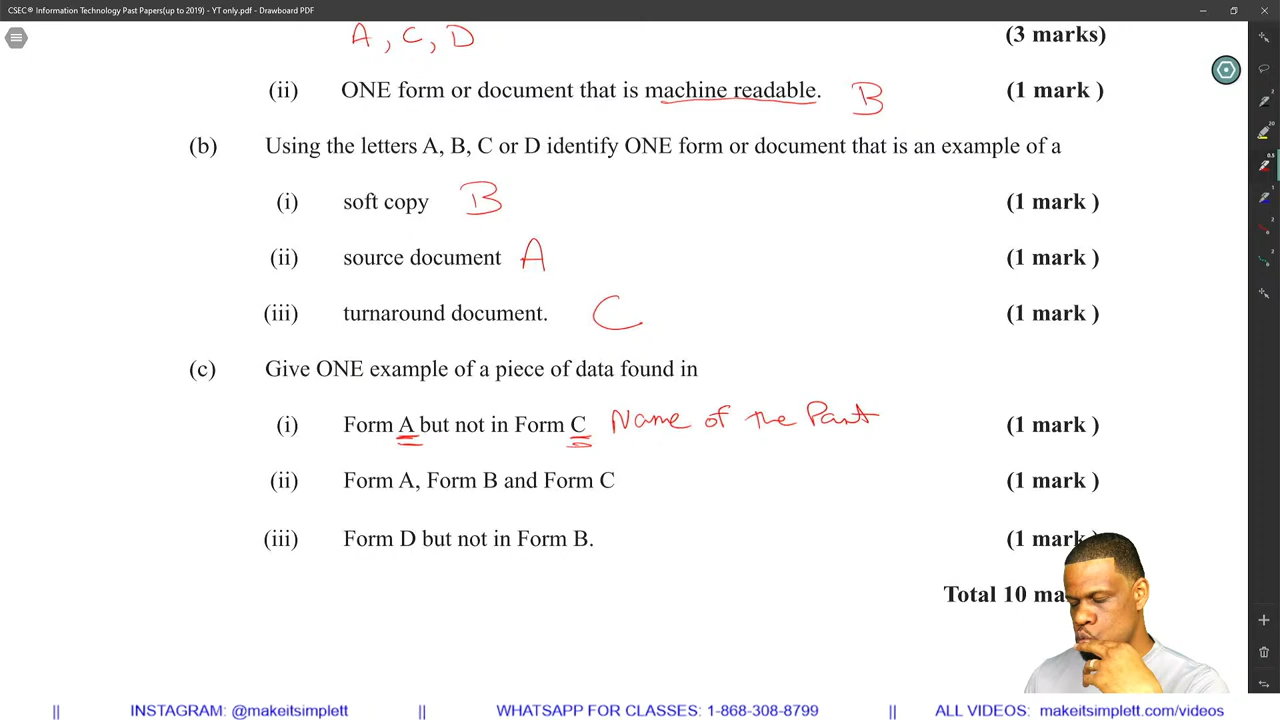 CSEC® Information Technology Past Papers(up to 2019) - YT only.pdf - Drawboard PDF
A, C, D (3 marks)
(ii) ONE form or document that is machine readable. B (1 mark )
(b) Using the letters A, B, C or D identify ONE form or document that is an example of a
(i) soft copy B (1 mark )
(ii) source document A (1 mark )
(iii) turnaround document. C (1 mark )
(c) Give ONE example of a piece of data found in
(i) Form A but not in Form C Name of the Part (1 mark )
(ii) Form A, Form B and Form C (1 mark )
(iii) Form D but not in Form B. (1 mark )
Total 10 ma
|| INSTAGRAM: @makeitsimplett || WHATSAPP FOR CLASSES: 1-868-308-8799 || ALL VIDEOS: makeitsimplett.com/videos